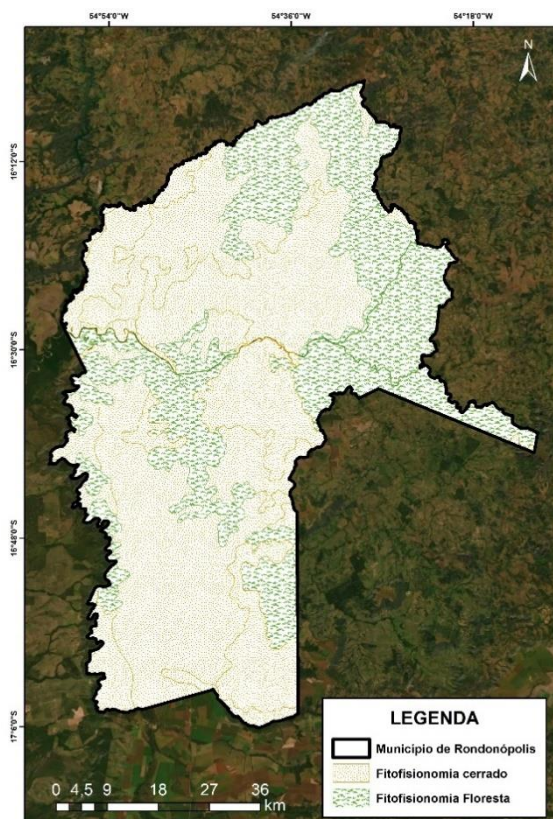 54°54'0"O 54°36'0"O 54°18'0"O
N
16°12'0"S
16°30'0"S
16°48'0"S
17°6'0"S
LEGENDA
Municipio de Rondonópolis
Fitofisionomia cerrado
Fitofisionomia Floresta
0 4,5 9 18 27 36
km